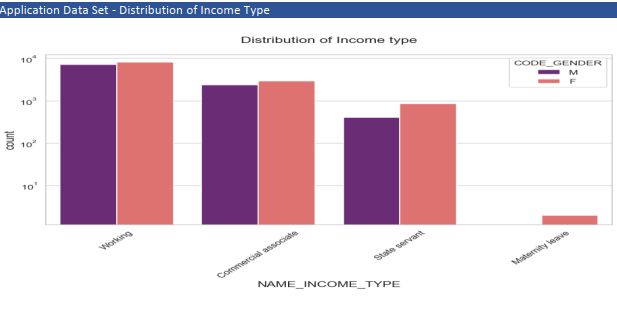 Application Data Set - Distribution of Income Type
Distribution of Income type
CODE_GENDER
M
F
10⁴
10³
10²
10¹
count
Working
Commercial associate
State servant
Maternity leave
NAME_INCOME_TYPE